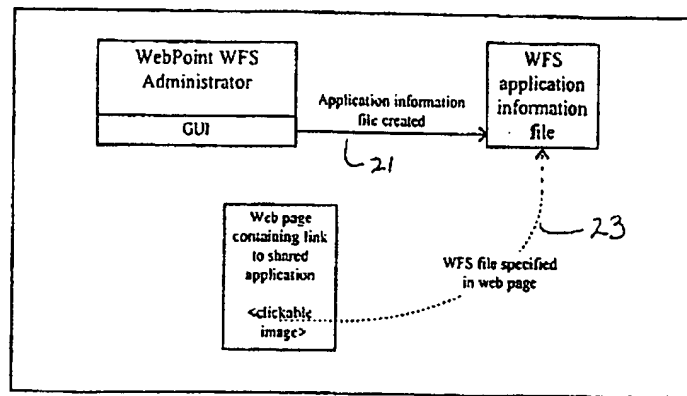 WebPoint WFS
Administrator
GUI
Application information
file created
21
WFS
application
information
file
Web page
containing link
to shared
application
<clickable
image>
23
WFS file specified
in web page